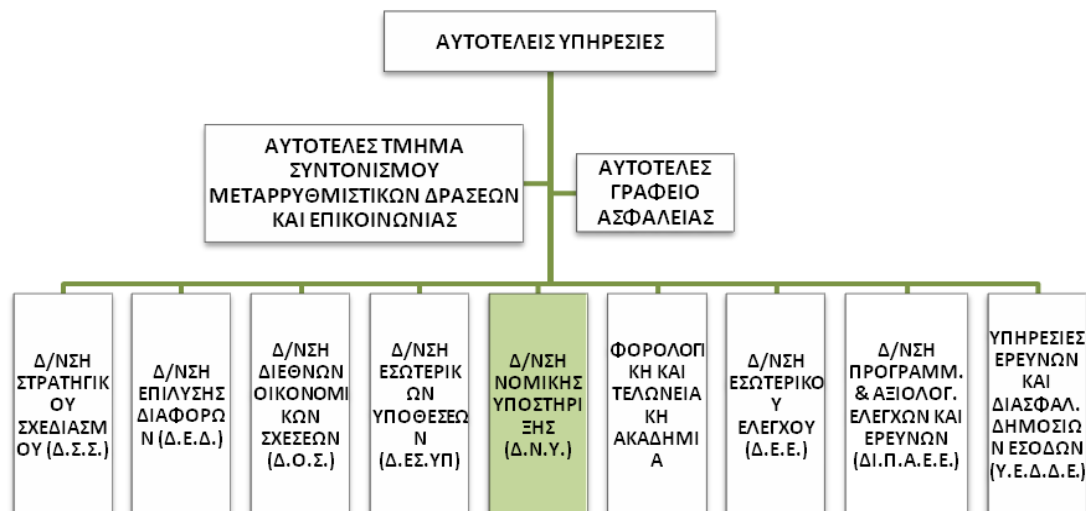 ΑΥΤΟΤΕΛΕΙΣ ΥΠΗΡΕΣΙΕΣ
ΑΥΤΟΤΕΛΕΣ ΤΜΗΜΑ
ΣΥΝΤΟΝΙΣΜΟΥ
ΜΕΤΑΡΡΥΘΜΙΣΤΙΚΩΝ ΔΡΑΣΕΩΝ
ΚΑΙ ΕΠΙΚΟΙΝΩΝΙΑΣ
ΑΥΤΟΤΕΛΕΣ
ΓΡΑΦΕΙΟ
ΑΣΦΑΛΕΙΑΣ
Δ/ΝΣΗ
ΣΤΡΑΤΗΓΙΚ
ΟΥ
ΣΧΕΔΙΑΣΜ
ΟΥ (Δ.Σ.Σ.)
Δ/ΝΣΗ
ΕΠΙΛΥΣΗΣ
ΔΙΑΦΟΡΩ
Ν (Δ.Ε.Δ.)
Δ/ΝΣΗ
ΔΙΕΘΝΩΝ
ΟΙΚΟΝΟΜΙ
ΚΩΝ
ΣΧΕΣΕΩΝ
(Δ.Ο.Σ.)
Δ/ΝΣΗ
ΕΣΩΤΕΡΙΚ
ΩΝ
ΥΠΟΘΕΣΕΩ
Ν
(Δ.ΕΣ.ΥΠ)
Δ/ΝΣΗ
ΝΟΜΙΚΗΣ
ΥΠΟΣΤΗΡΙ
ΞΗΣ
(Δ.Ν.Υ.)
ΦΟΡΟΛΟΓΙ
ΚΗ ΚΑΙ
ΤΕΛΩΝΕΙΑ
ΚΗ
ΑΚΑΔΗΜΙ
Α
Δ/ΝΣΗ
ΕΣΩΤΕΡΙΚΟ
Υ
ΕΛΕΓΧΟΥ
(Δ.Ε.Ε.)
Δ/ΝΣΗ
ΠΡΟΓΡΑΜΜ.
& ΑΞΙΟΛΟΓ.
ΕΛΕΓΧΩΝ ΚΑΙ
ΕΡΕΥΝΩΝ
(ΔΙ.Π.Α.Ε.Ε.)
ΥΠΗΡΕΣΙΕΣ
ΕΡΕΥΝΩΝ
ΚΑΙ
ΔΙΑΣΦΑΛ.
ΔΗΜΟΣΙΩ
Ν ΕΣΟΔΩΝ
(Υ.Ε.Δ.Δ.Ε.)